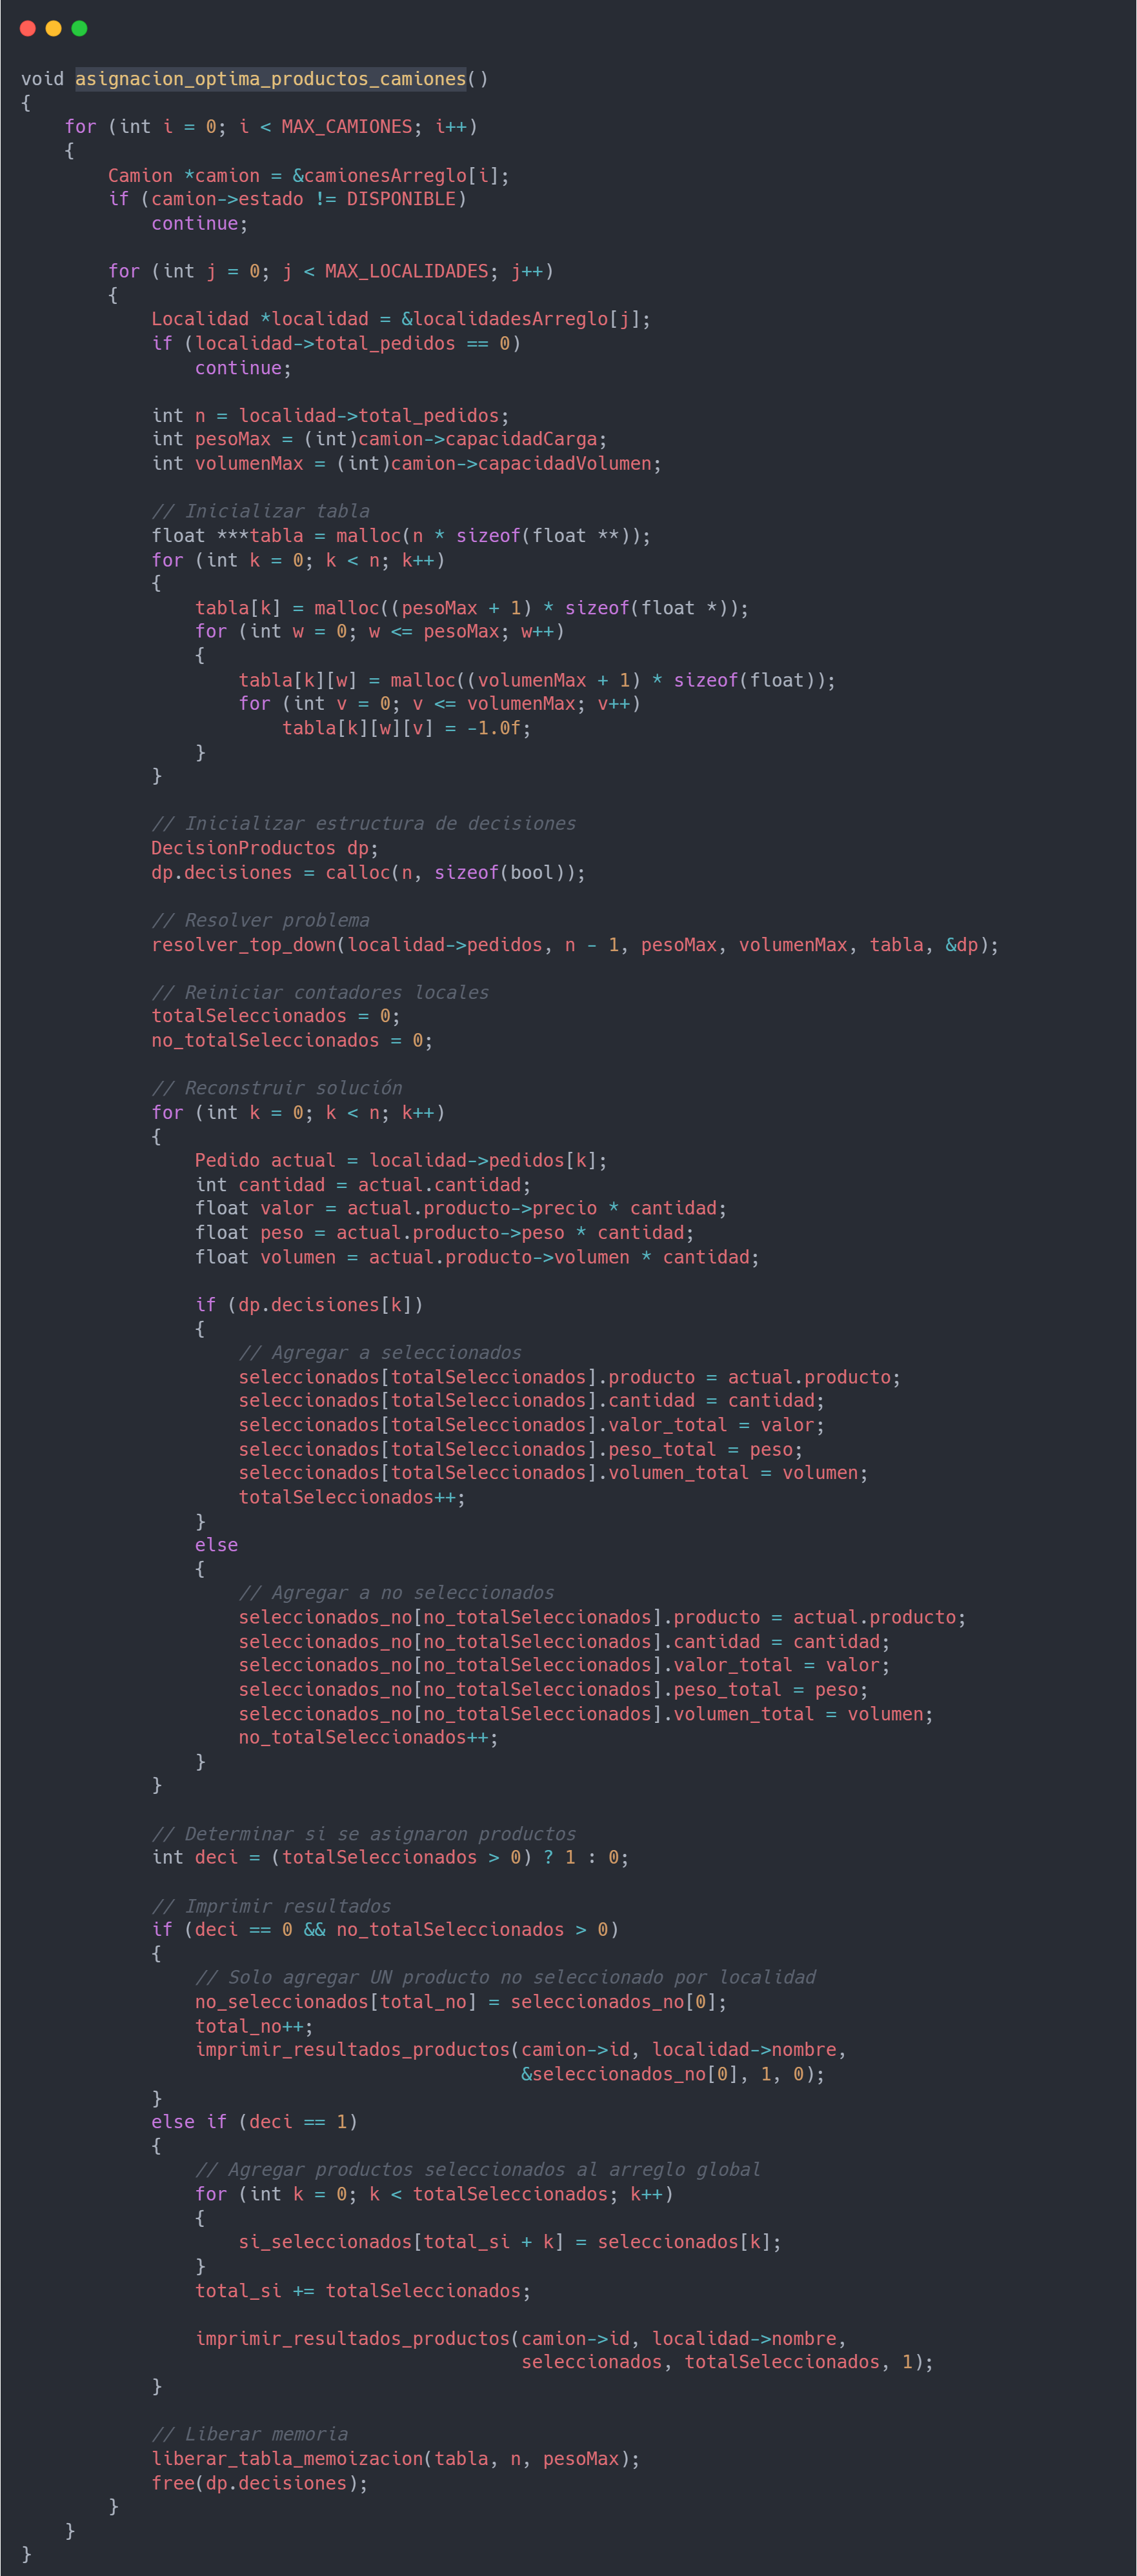 void asignacion_optima_productos_camiones()
{
    for (int i = 0; i < MAX_CAMIONES; i++)
    {
        Camion *camion = &camionesArreglo[i];
        if (camion->estado != DISPONIBLE)
            continue;

        for (int j = 0; j < MAX_LOCALIDADES; j++)
        {
            Localidad *localidad = &localidadesArreglo[j];
            if (localidad->total_pedidos == 0)
                continue;

            int n = localidad->total_pedidos;
            int pesoMax = (int)camion->capacidadCarga;
            int volumenMax = (int)camion->capacidadVolumen;

            // Inicializar tabla
            float ***tabla = malloc(n * sizeof(float **));
            for (int k = 0; k < n; k++)
            {
                tabla[k] = malloc((pesoMax + 1) * sizeof(float *));
                for (int w = 0; w <= pesoMax; w++)
                {
                    tabla[k][w] = malloc((volumenMax + 1) * sizeof(float));
                    for (int v = 0; v <= volumenMax; v++)
                        tabla[k][w][v] = -1.0f;
                }
            }

            // Inicializar estructura de decisiones
            DecisionProductos dp;
            dp.decisiones = calloc(n, sizeof(bool));

            // Resolver problema
            resolver_top_down(localidad->pedidos, n - 1, pesoMax, volumenMax, tabla, &dp);

            // Reiniciar contadores locales
            totalSeleccionados = 0;
            no_totalSeleccionados = 0;

            // Reconstruir solución
            for (int k = 0; k < n; k++)
            {
                Pedido actual = localidad->pedidos[k];
                int cantidad = actual.cantidad;
                float valor = actual.producto->precio * cantidad;
                float peso = actual.producto->peso * cantidad;
                float volumen = actual.producto->volumen * cantidad;

                if (dp.decisiones[k])
                {
                    // Agregar a seleccionados
                    seleccionados[totalSeleccionados].producto = actual.producto;
                    seleccionados[totalSeleccionados].cantidad = cantidad;
                    seleccionados[totalSeleccionados].valor_total = valor;
                    seleccionados[totalSeleccionados].peso_total = peso;
                    seleccionados[totalSeleccionados].volumen_total = volumen;
                    totalSeleccionados++;
                }
                else
                {
                    // Agregar a no seleccionados
                    seleccionados_no[no_totalSeleccionados].producto = actual.producto;
                    seleccionados_no[no_totalSeleccionados].cantidad = cantidad;
                    seleccionados_no[no_totalSeleccionados].valor_total = valor;
                    seleccionados_no[no_totalSeleccionados].peso_total = peso;
                    seleccionados_no[no_totalSeleccionados].volumen_total = volumen;
                    no_totalSeleccionados++;
                }
            }

            // Determinar si se asignaron productos
            int deci = (totalSeleccionados > 0) ? 1 : 0;

            // Imprimir resultados
            if (deci == 0 && no_totalSeleccionados > 0)
            {
                // Solo agregar UN producto no seleccionado por localidad
                no_seleccionados[total_no] = seleccionados_no[0];
                total_no++;
                imprimir_resultados_productos(camion->id, localidad->nombre,
                                              &seleccionados_no[0], 1, 0);
            }
            else if (deci == 1)
            {
                // Agregar productos seleccionados al arreglo global
                for (int k = 0; k < totalSeleccionados; k++)
                {
                    si_seleccionados[total_si + k] = seleccionados[k];
                }
                total_si += totalSeleccionados;

                imprimir_resultados_productos(camion->id, localidad->nombre,
                                              seleccionados, totalSeleccionados, 1);
            }

            // Liberar memoria
            liberar_tabla_memoizacion(tabla, n, pesoMax);
            free(dp.decisiones);
        }
    }
}